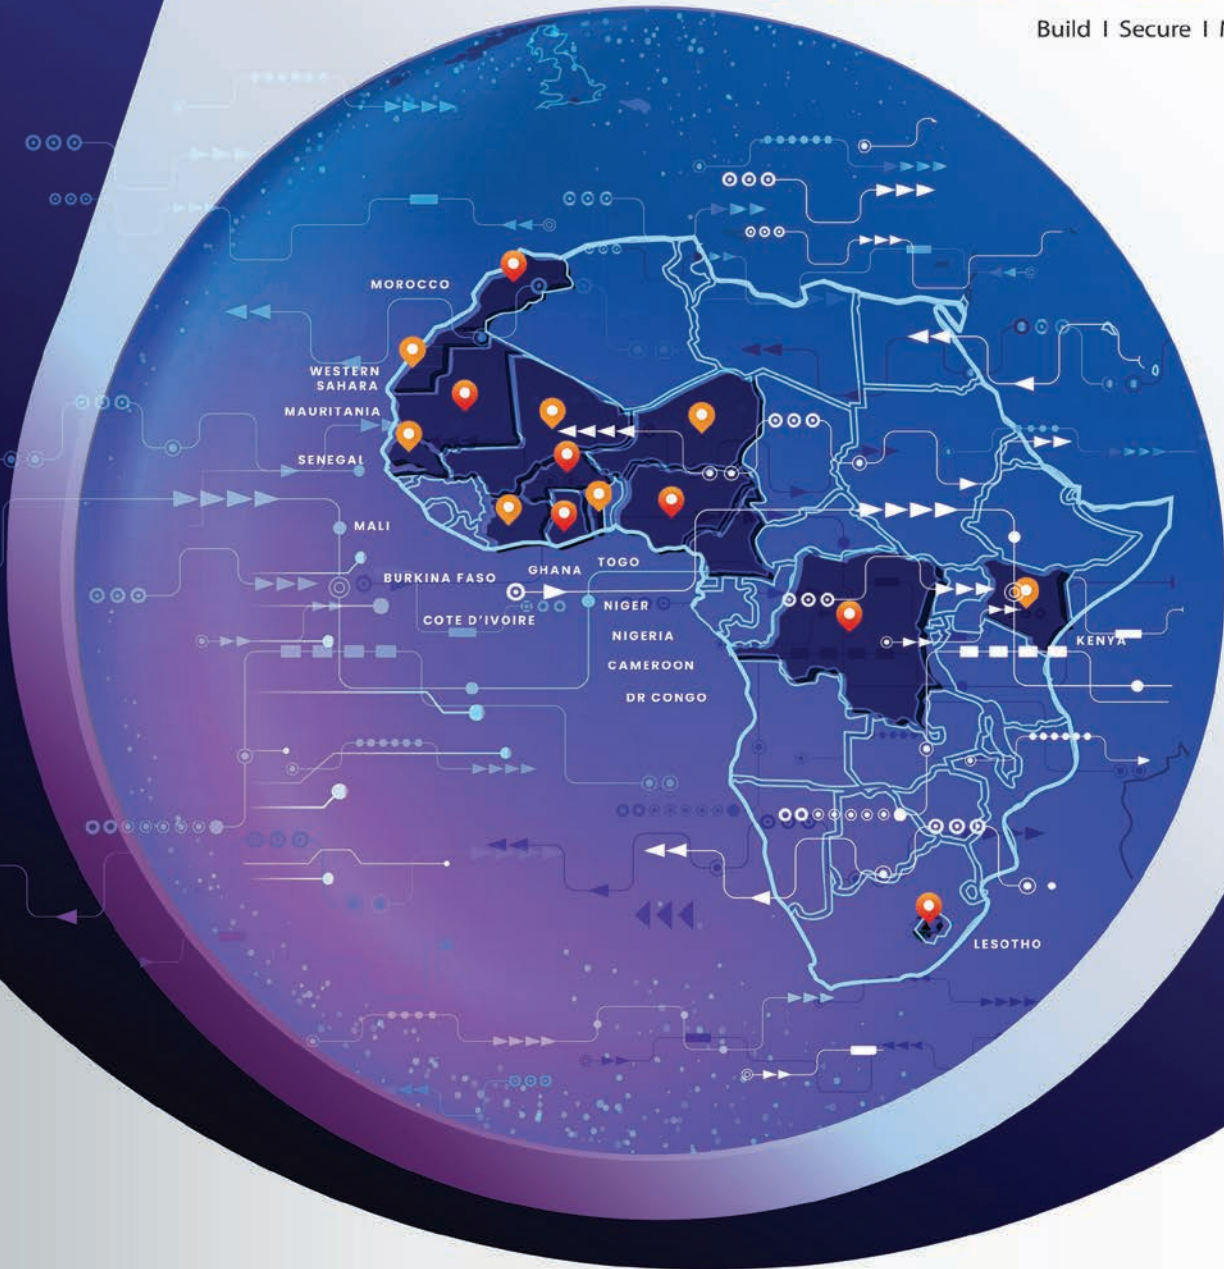 Build I Secure I
MOROCCO
WESTERN
SAHARA
MAURITANIA
SENEGAL
MALI
BURKINA FASO
GHANA
TOGO
COTE D'IVOIRE
NIGER
NIGERIA
CAMEROON
DR CONGO
KENYA
LESOTHO